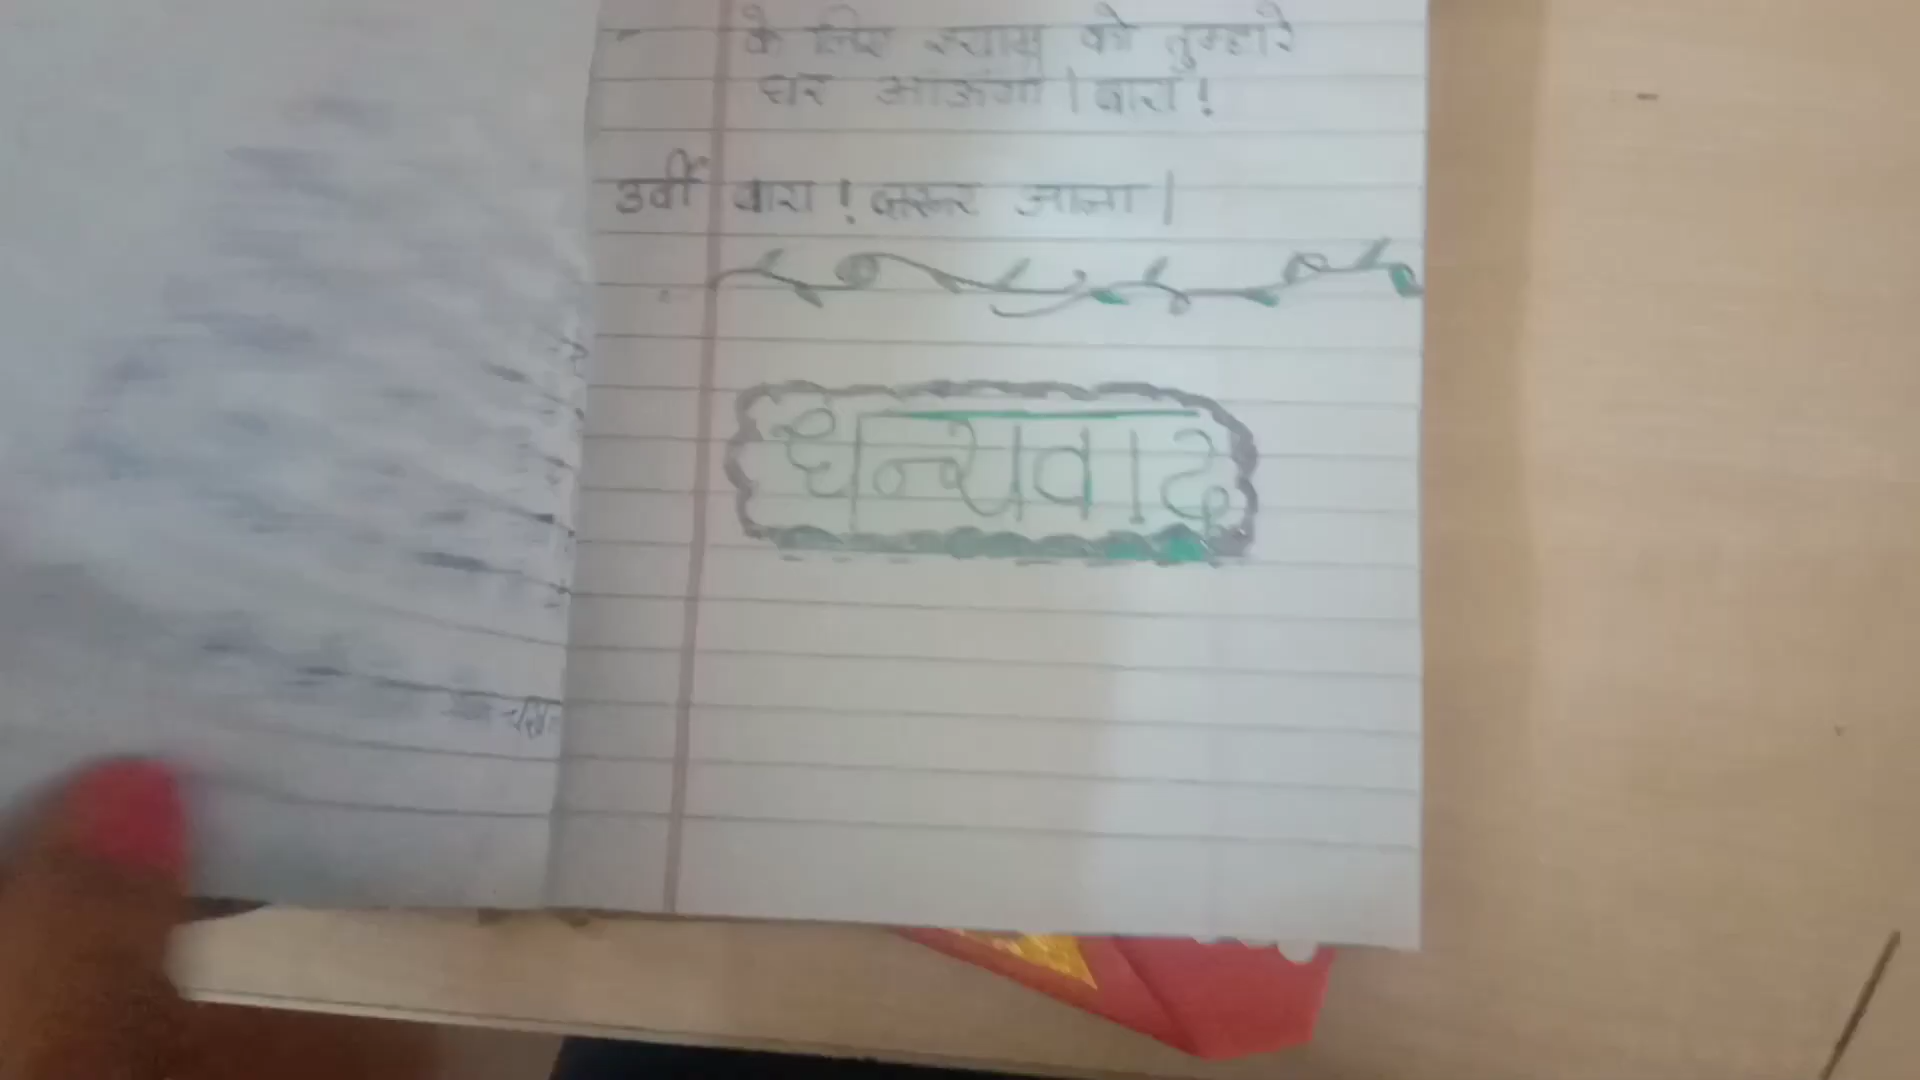 के लिए श्याम को तुम्हारे
घर आऊंगा । बारा !
उर्वी बारा ! जरूर आना |
धन्यवाद